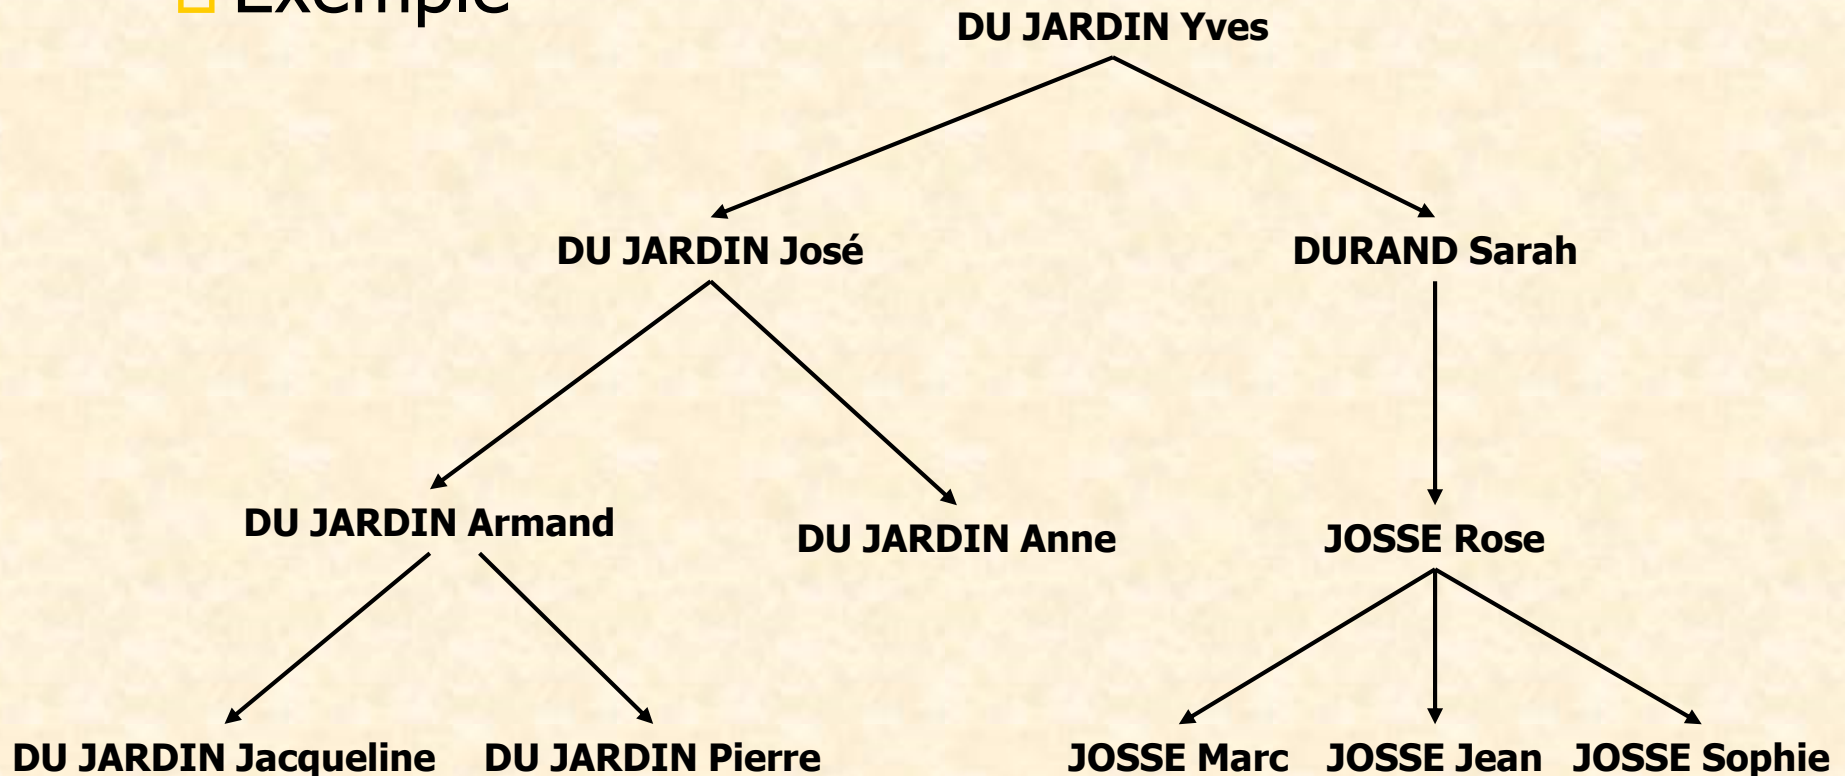 Exemple
DU JARDIN Yves
DU JARDIN José
DURAND Sarah
DU JARDIN Armand
DU JARDIN Anne
JOSSE Rose
DU JARDIN Jacqueline
DU JARDIN Pierre
JOSSE Marc
JOSSE Jean
JOSSE Sophie